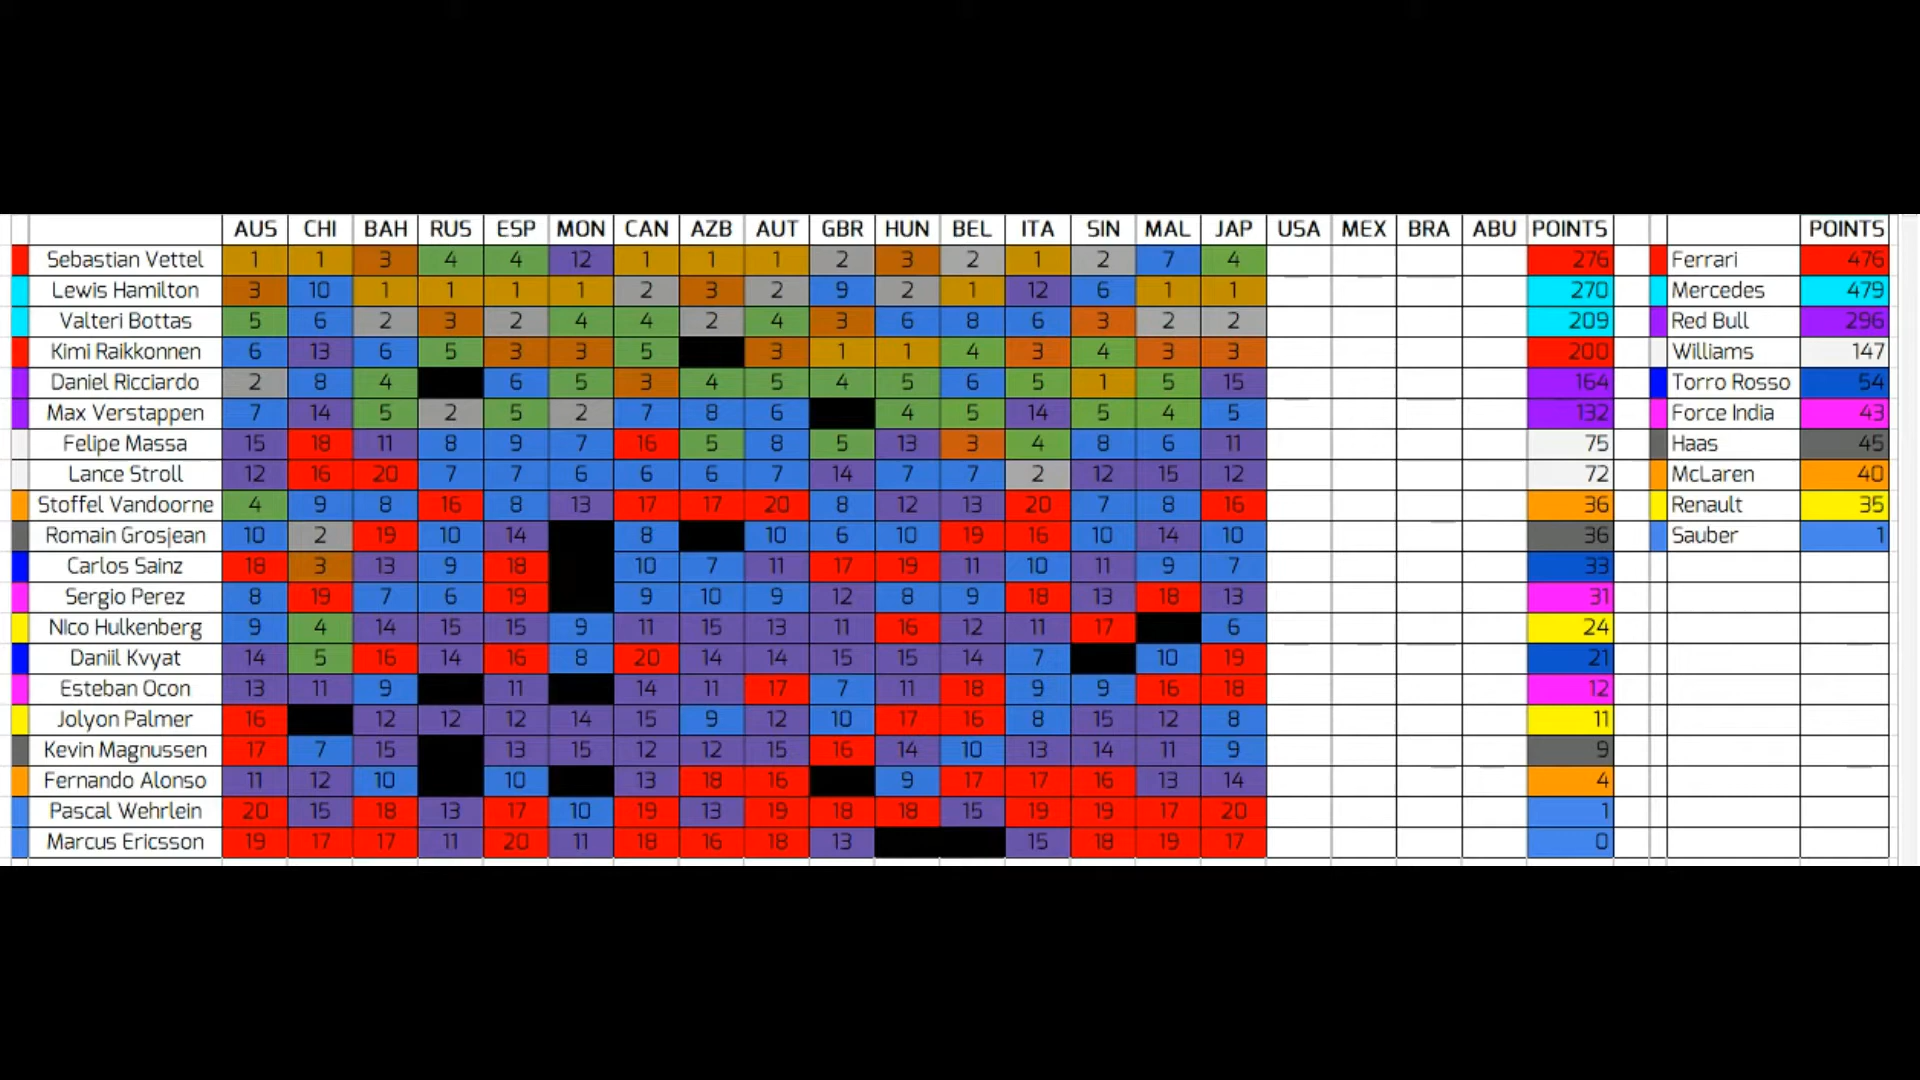 AUS CHI BAH RUS ESP MON CAN AZB AUT GBR HUN BEL ITA SIN MAL JAP USA MEX BRA ABU POINTS POINTS
Sebastian Vettel 1 1 3 4 4 12 1 1 1 2 3 2 1 2 7 4 276 Ferrari 476
Lewis Hamilton 3 10 1 1 1 1 2 3 2 9 2 1 12 6 1 1 270 Mercedes 479
Valteri Bottas 5 6 2 3 2 4 4 2 4 3 6 8 6 3 2 2 209 Red Bull 296
Kimi Raikkonnen 6 13 6 5 3 3 5 3 1 1 4 3 4 3 3 200 Williams 147
Daniel Ricciardo 2 8 4 6 5 3 4 5 4 5 6 5 1 5 15 164 Torro Rosso 54
Max Verstappen 7 14 5 2 5 2 7 8 6 4 5 14 5 4 5 132 Force India 43
Felipe Massa 15 18 11 8 9 7 16 5 8 5 13 3 4 8 6 11 75 Haas 45
Lance Stroll 12 16 20 7 7 6 6 6 7 14 7 7 2 12 15 12 72 McLaren 40
Stoffel Vandoorne 4 9 8 16 8 13 17 17 20 8 12 13 20 7 8 16 36 Renault 35
Romain Grosjean 10 2 19 10 14 8 10 6 10 19 16 10 14 10 36 Sauber 1
Carlos Sainz 18 3 13 9 18 10 7 11 17 19 11 10 11 9 7 33
Sergio Perez 8 19 7 6 19 9 10 9 12 8 9 18 13 18 13 31
NIco Hulkenberg 9 4 14 15 15 9 11 15 13 11 16 12 11 17 6 24
Daniil Kvyat 14 5 16 14 16 8 20 14 14 15 15 14 7 10 19 21
Esteban Ocon 13 11 9 11 14 11 17 7 11 18 9 9 16 18 12
Jolyon Palmer 16 12 12 12 14 15 9 12 10 17 16 8 15 12 8 11
Kevin Magnussen 17 7 15 13 15 12 12 15 16 14 10 13 14 11 9 9
Fernando Alonso 11 12 10 10 13 18 16 9 17 17 16 13 14 4
Pascal Wehrlein 20 15 18 13 17 10 19 13 19 18 18 15 19 19 17 20 1
Marcus Ericsson 19 17 17 11 20 11 18 16 18 13 15 18 19 17 0